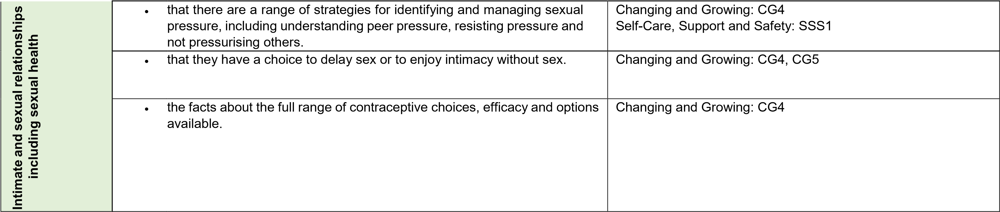 Intimate and sexual relationships
including sexual health
• that there are a range of strategies for identifying and managing sexual
pressure, including understanding peer pressure, resisting pressure and
not pressurising others.
Changing and Growing: CG4
Self-Care, Support and Safety: SSS1
• that they have a choice to delay sex or to enjoy intimacy without sex.
Changing and Growing: CG4, CG5
• the facts about the full range of contraceptive choices, efficacy and options
available.
Changing and Growing: CG4